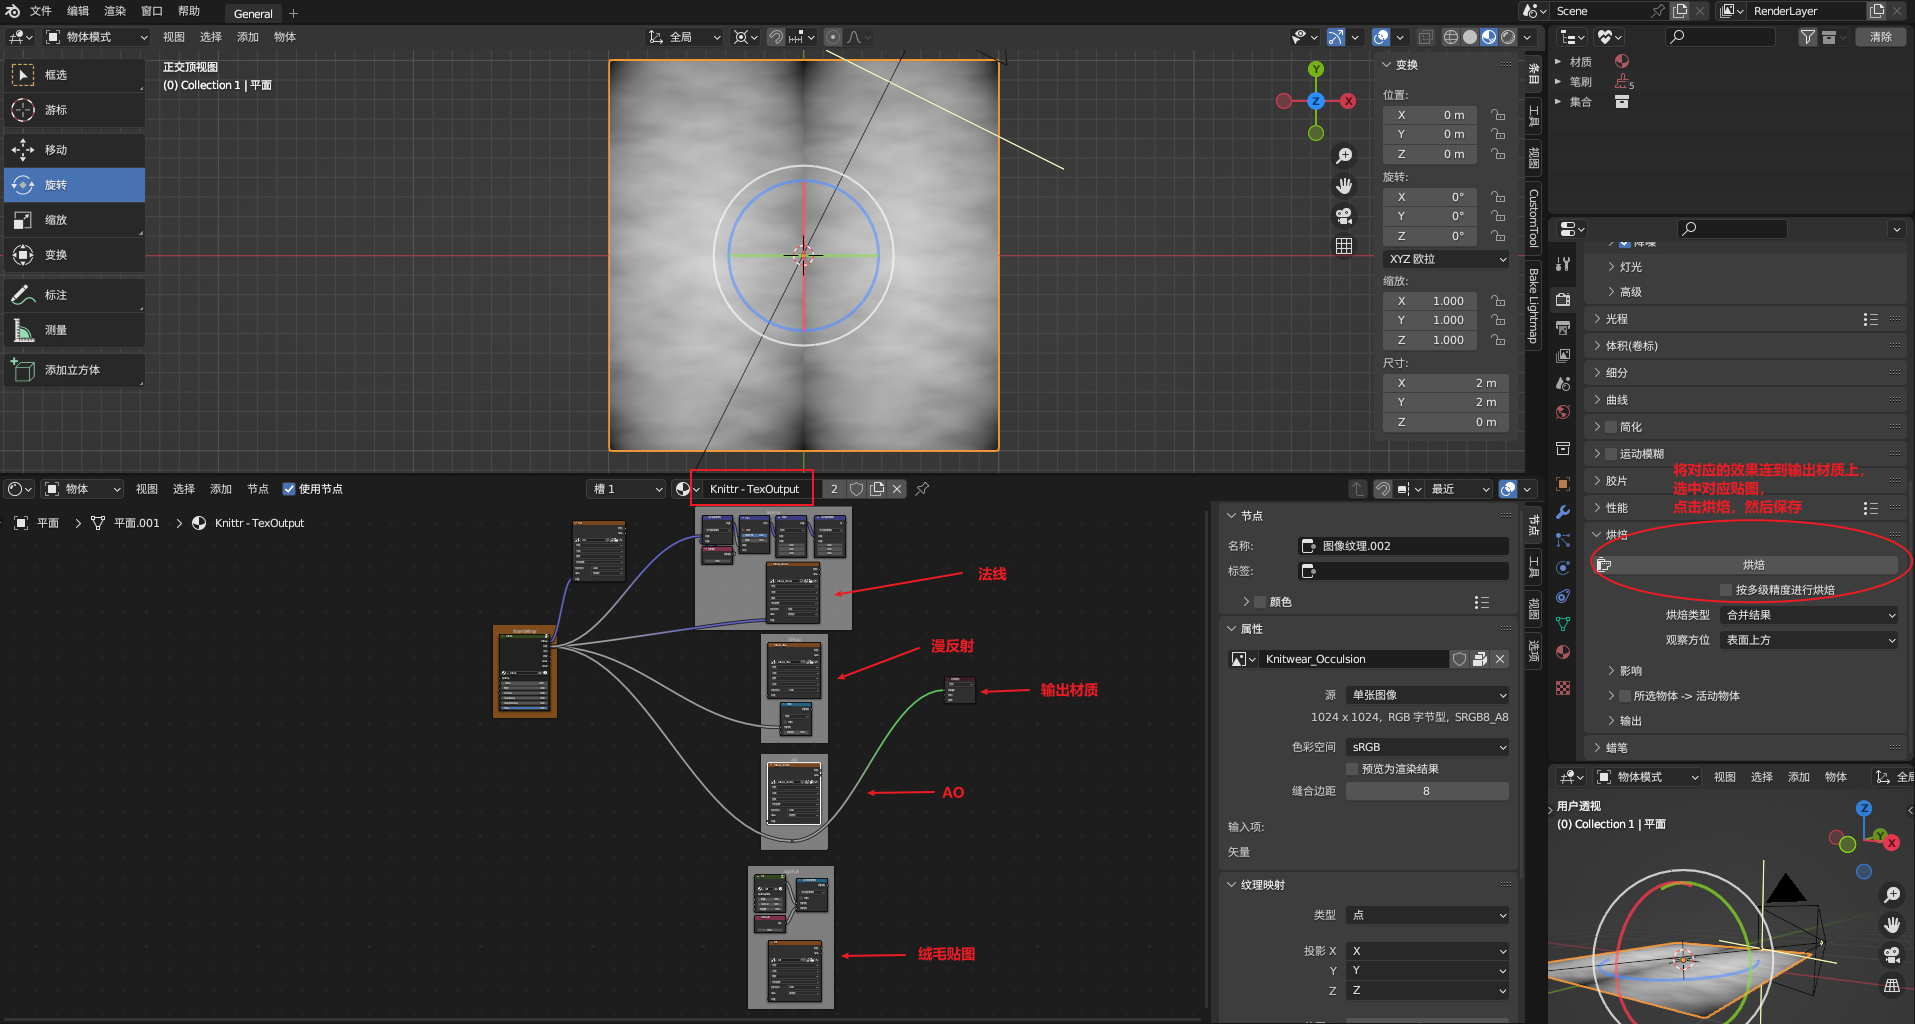 文件 编辑 渲染 窗口 帮助 General + Scene RenderLayer
物体模式 视图 选择 添加 物体 全局 清除
正交顶视图
(0) Collection 1 | 平面
框选
游标
移动
旋转
缩放
变换
标注
测量
添加立方体
Y
Z
X
变换
位置:
X 0 m
Y 0 m
Z 0 m
旋转:
X 0°
Y 0°
Z 0°
XYZ 欧拉
缩放:
X 1.000
Y 1.000
Z 1.000
尺寸:
X 2 m
Y 2 m
Z 0 m
条目
工具
视图
CustomTool
Bake Lightmap
材质
笔刷 5
集合
降噪
灯光
高级
光程
体积(卷标)
细分
曲线
简化
运动模糊
胶片
性能
将对应的效果连到输出材质上，
选中对应贴图，
点击烘焙，然后保存
烘焙
烘焙
按多级精度进行烘焙
烘焙类型 合并结果
观察方位 表面上方
影响
所选物体 -> 活动物体
输出
蜡笔
物体 视图 选择 添加 节点 使用节点 槽 1 Knittr - TexOutput 2 最近
平面 平面.001 Knittr - TexOutput
法线
漫反射
输出材质
AO
绒毛贴图
节点
名称: 图像纹理.002
标签:
颜色
属性
Knitwear_Occulsion
源 单张图像
1024 x 1024, RGB 字节型, SRGB8_A8
色彩空间 sRGB
预览为渲染结果
缝合边距 8
输入项:
矢量
纹理映射
类型 点
投影 X X
Y Y
Z Z
节点
工具
视图
选项
物体模式 视图 选择 添加 物体 全局
用户透视
(0) Collection 1 | 平面
Z
Y
X